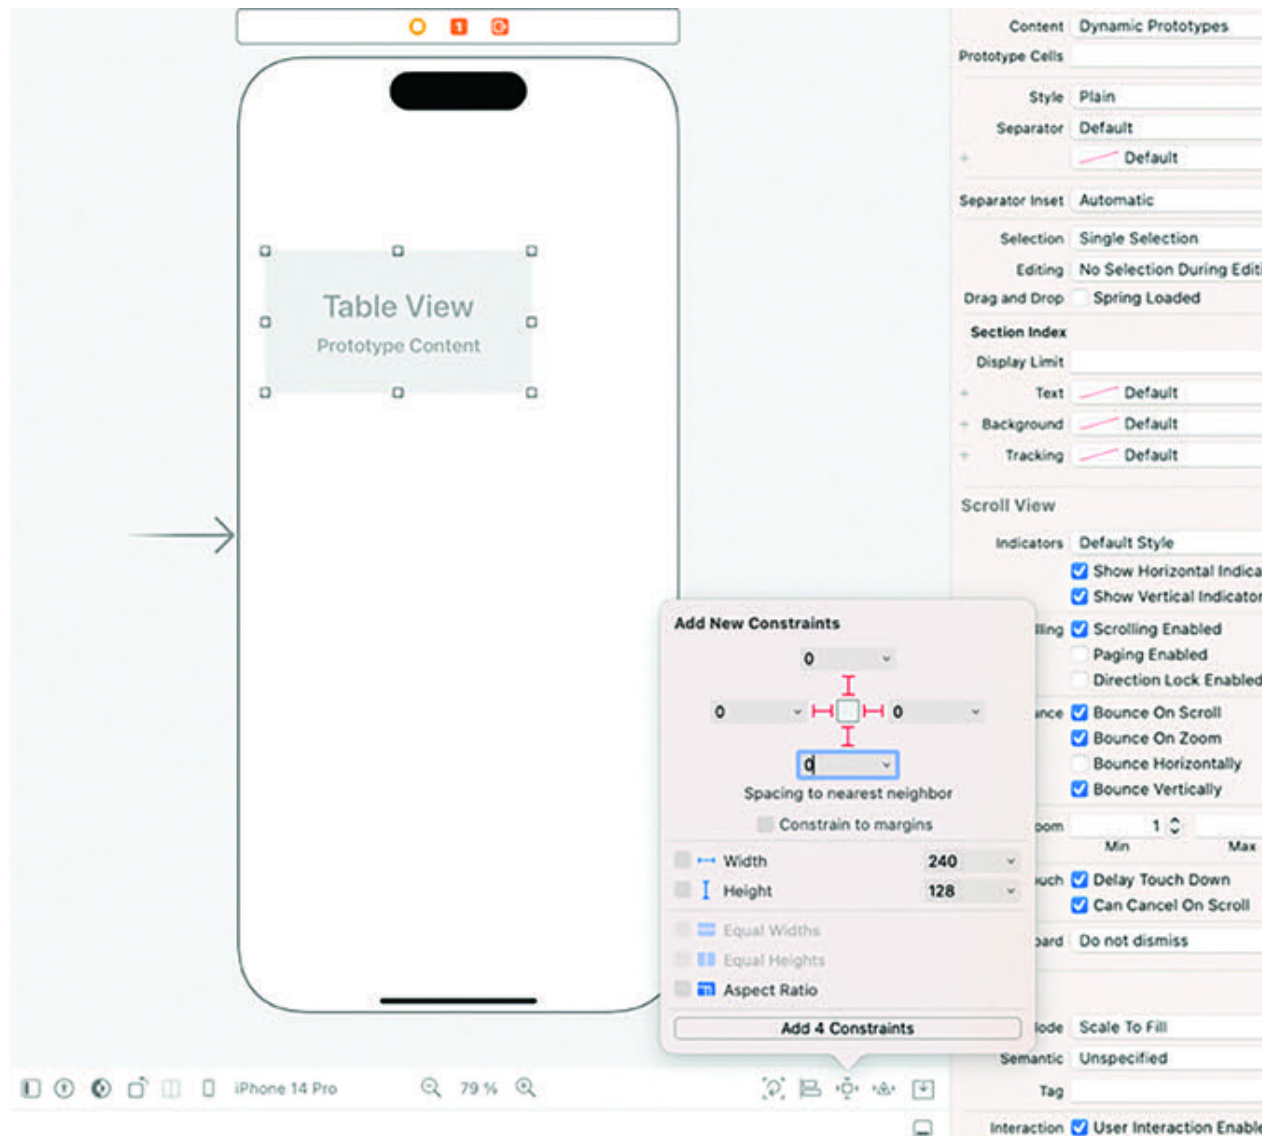 1
Content Dynamic Prototypes
Prototype Cells
Style Plain
Separator Default
Default
Separator Inset Automatic
Selection Single Selection
Editing No Selection During Editi
Drag and Drop Spring Loaded
Table View
Prototype Content
Section Index
Display Limit
Text Default
Background Default
Tracking Default
Scroll View
Indicators Default Style
Show Horizontal Indica
Show Vertical Indicator
lling Scrolling Enabled
Paging Enabled
Direction Lock Enabled
nce Bounce On Scroll
Bounce On Zoom
Bounce Horizontally
Bounce Vertically
oom 1
Min Max
uch Delay Touch Down
Can Cancel On Scroll
oard Do not dismiss
lode Scale To Fill
Semantic Unspecified
Tag
Interaction User Interaction Enable
Add New Constraints
0
0 0
0
Spacing to nearest neighbor
Constrain to margins
Width 240
Height 128
Equal Widths
Equal Heights
Aspect Ratio
Add 4 Constraints
iPhone 14 Pro 79%